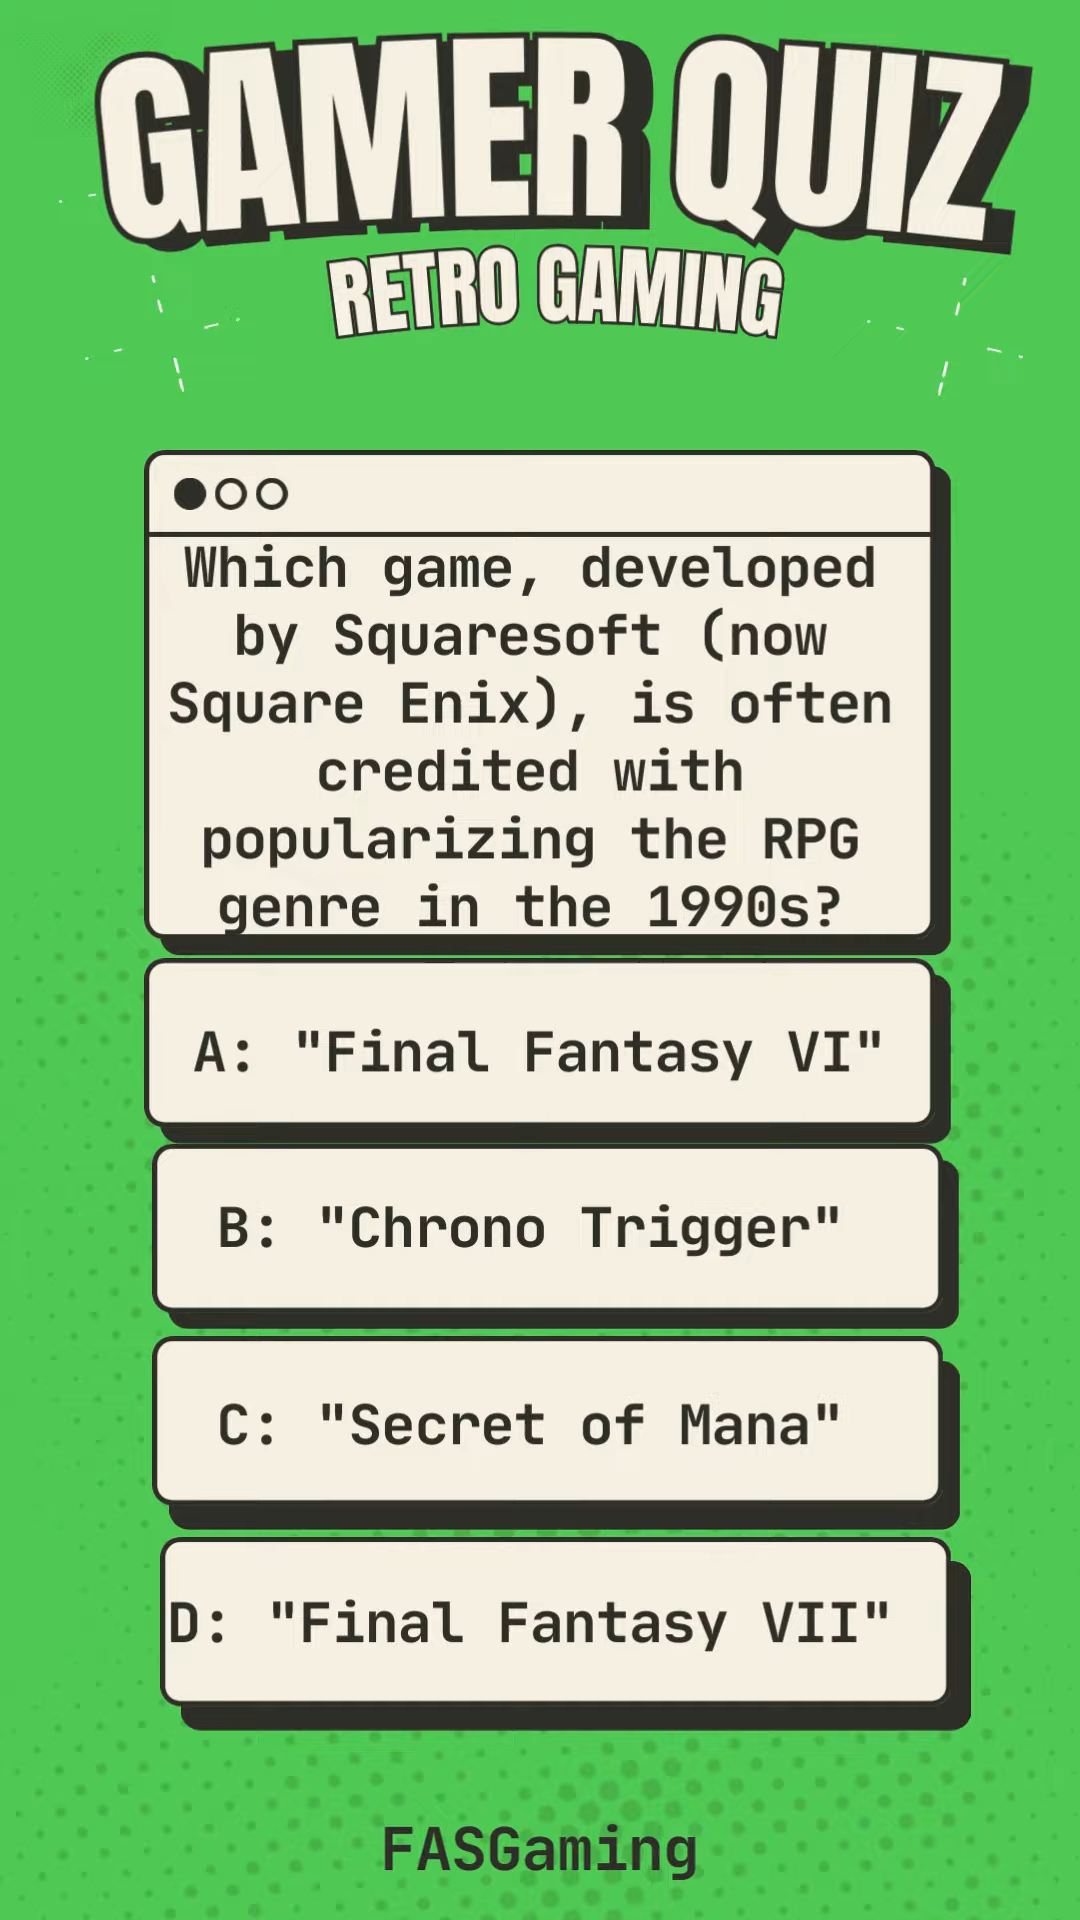 GAMER QUIZ
RETRO GAMING
Which game, developed
by Squaresoft (now
Square Enix), is often
credited with
popularizing the RPG
genre in the 1990s?
A: "Final Fantasy VI"
B: "Chrono Trigger"
C: "Secret of Mana"
D: "Final Fantasy VII"
FASGaming